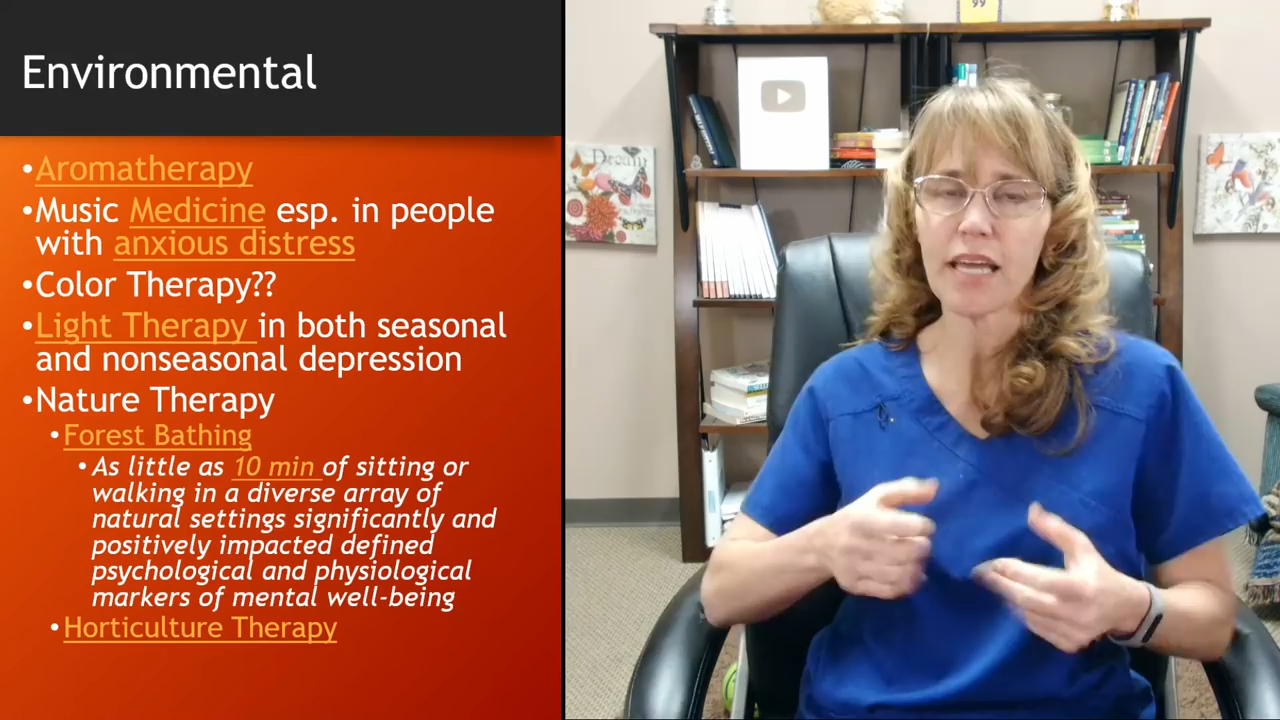 Environmental
•Aromatherapy
•Music Medicine esp. in people
with anxious distress
•Color Therapy??
•Light Therapy in both seasonal
and nonseasonal depression
•Nature Therapy
•Forest Bathing
•As little as 10 min of sitting or
walking in a diverse array of
natural settings significantly and
positively impacted defined
psychological and physiological
markers of mental well-being
•Horticulture Therapy
99
Dream